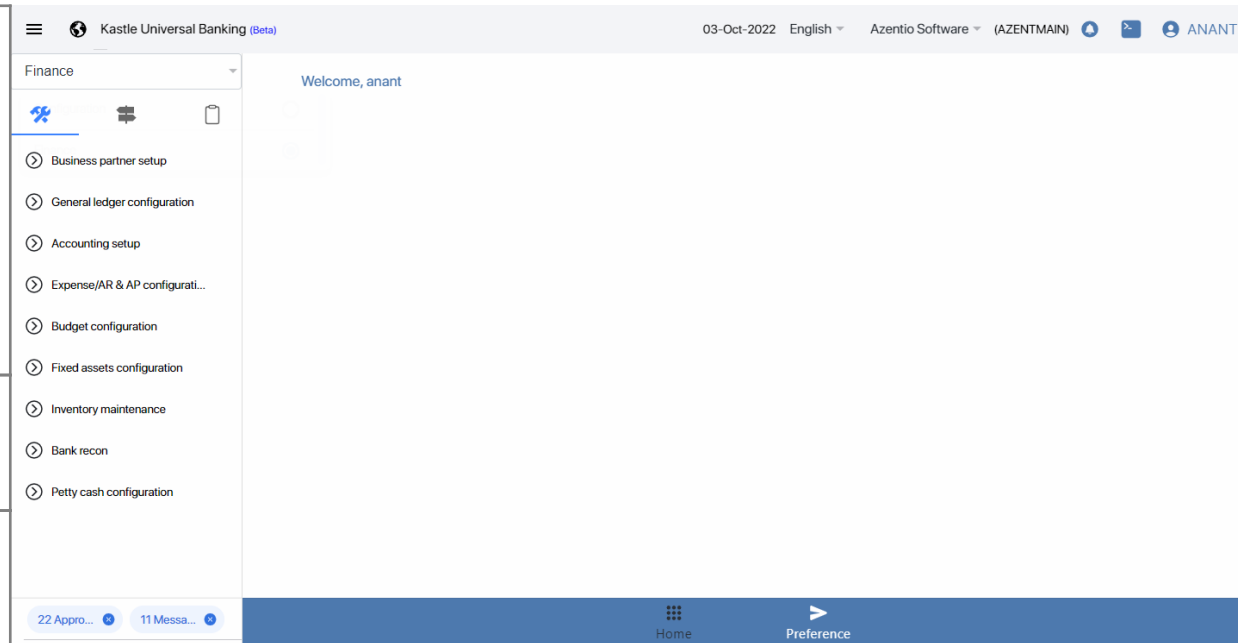 Kastle Universal Banking (Beta) 03-Oct-2022 English Azentio Software (AZENTMAIN) ANANT
Finance
Welcome, anant
Business partner setup
General ledger configuration
Accounting setup
Expense/AR & AP configurati...
Budget configuration
Fixed assets configuration
Inventory maintenance
Bank recon
Petty cash configuration
22 Appro... 11 Messa...
Home Preference